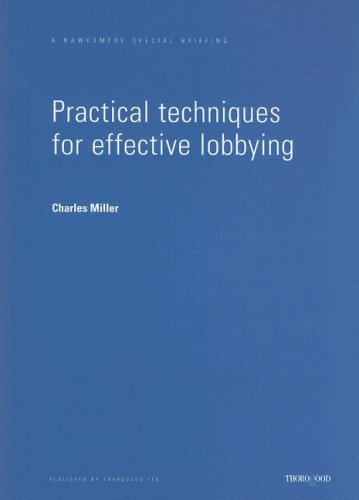 A HAWKSMERE SPECIAL BRIEFING
Practical techniques
for effective lobbying
Charles Miller
PUBLISHED BY THOROGOOD LTD
THOROGOOD